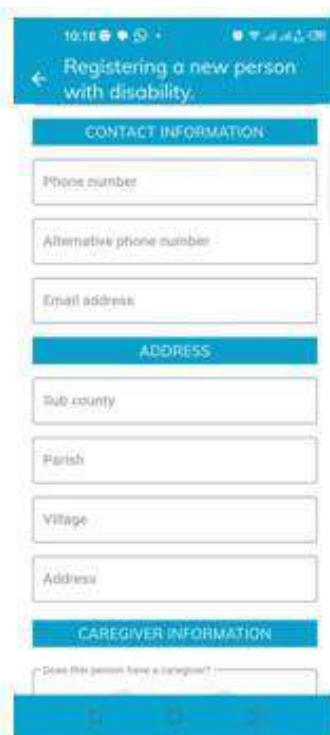 10:18
Registering a new person
with disability.
CONTACT INFORMATION
Phone number
Alternative phone number
Email address
ADDRESS
Sub county
Parish
Village
Address
CAREGIVER INFORMATION
Does this person have a caregiver?